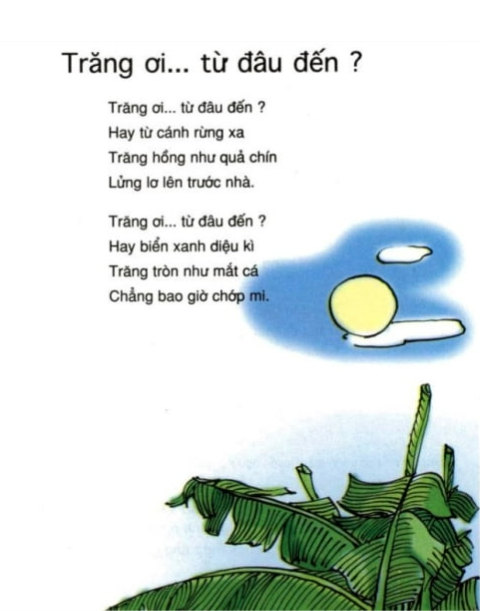 Trăng ơi... từ đâu đến ?
Trăng ơi... từ đâu đến ?
Hay từ cánh rừng xa
Trăng hồng như quả chín
Lửng lơ lên trước nhà.
Trăng ơi... từ đâu đến ?
Hay biển xanh diệu kì
Trăng tròn như mắt cá
Chẳng bao giờ chớp mi.